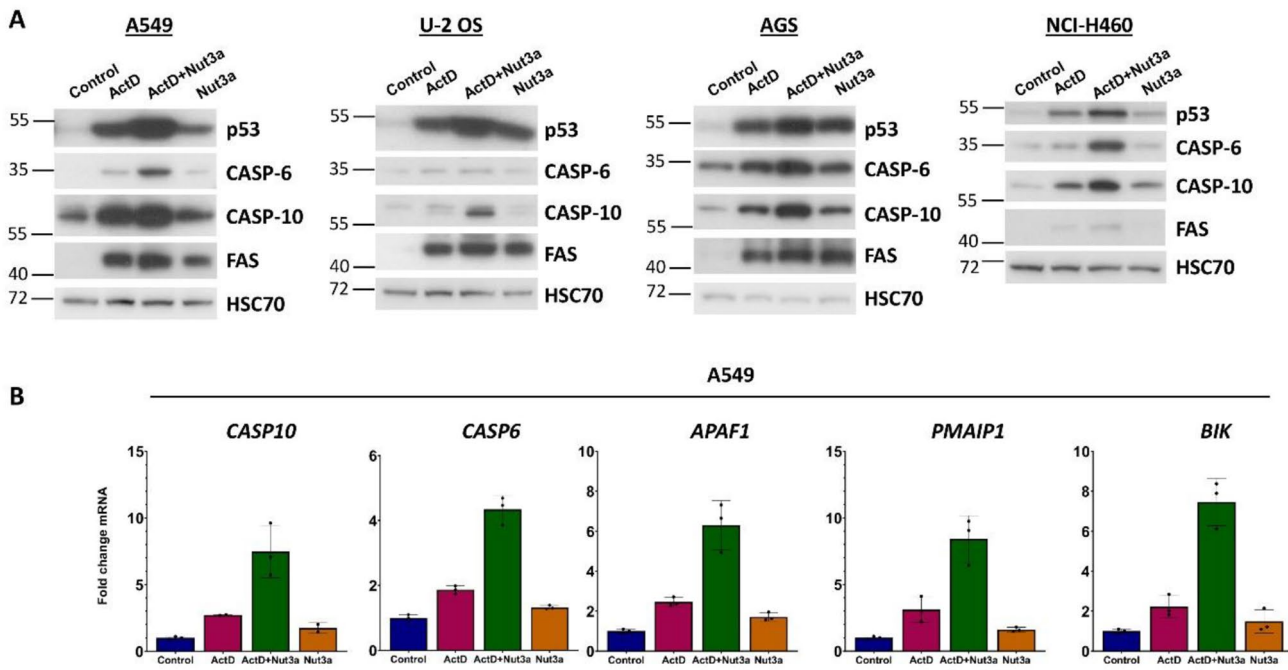 A
A549 U-2 OS AGS NCI-H460
Control ActD ActD+Nut3a Nut3a
55 p53
35 CASP-6
CASP-10
55
FAS
40
72 HSC70
Control ActD ActD+Nut3a Nut3a
55 p53
35 CASP-6
CASP-10
55
FAS
40
72 HSC70
Control ActD ActD+Nut3a Nut3a
55 p53
35 CASP-6
CASP-10
55
FAS
40
72 HSC70
Control ActD ActD+Nut3a Nut3a
55 p53
CASP-6
35
CASP-10
55
FAS
40
72 HSC70
B
A549
CASP10
Fold change mRNA
15
10
5
0
Control ActD ActD+Nut3a Nut3a
CASP6
6
4
2
0
Control ActD ActD+Nut3a Nut3a
APAF1
10
8
6
4
2
0
Control ActD ActD+Nut3a Nut3a
PMAIP1
15
10
5
0
Control ActD ActD+Nut3a Nut3a
BIK
10
8
6
4
2
0
Control ActD ActD+Nut3a Nut3a